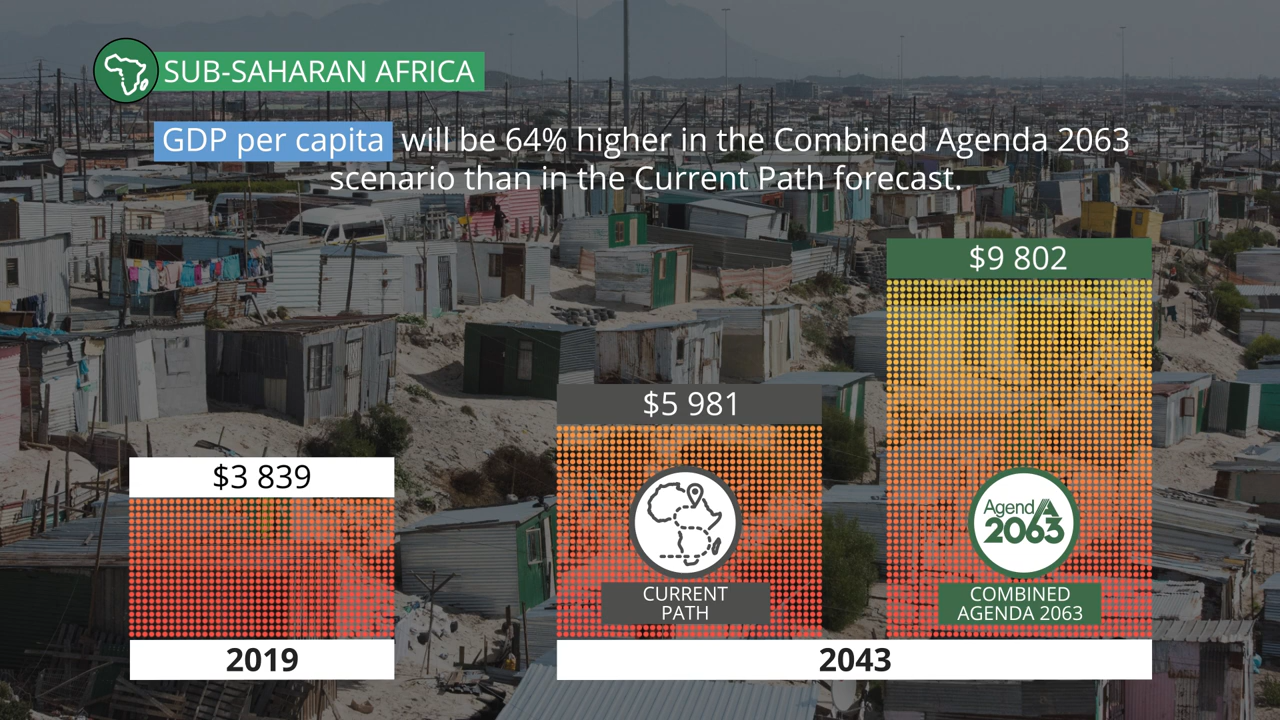 SUB-SAHARAN AFRICA
GDP per capita will be 64% higher in the Combined Agenda 2063
scenario than in the Current Path forecast.
$9 802
$5 981
$3 839
Agenda
2063
CURRENT
PATH
COMBINED
AGENDA 2063
2019
2043